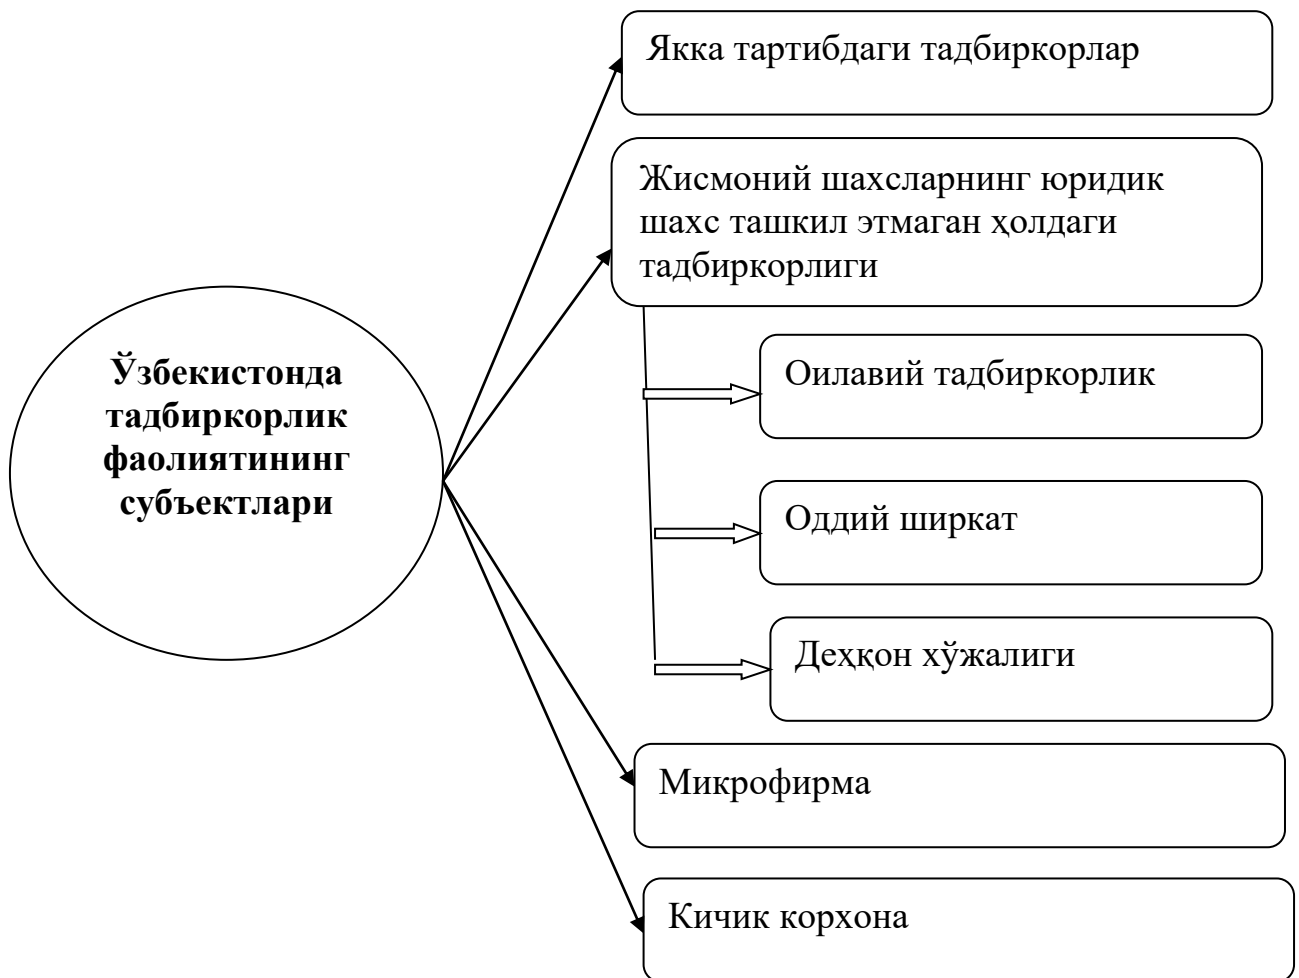 Якка тартибдаги тадбиркорлар
Жисмоний шахсларнинг юридик
шахс ташкил этмаган ҳолдаги
тадбиркорлиги
Ўзбекистонда
тадбиркорлик
фаолиятининг
субъектлари
Оилавий тадбиркорлик
Оддий ширкат
Деҳқон хўжалиги
Микрофирма
Кичик корхона